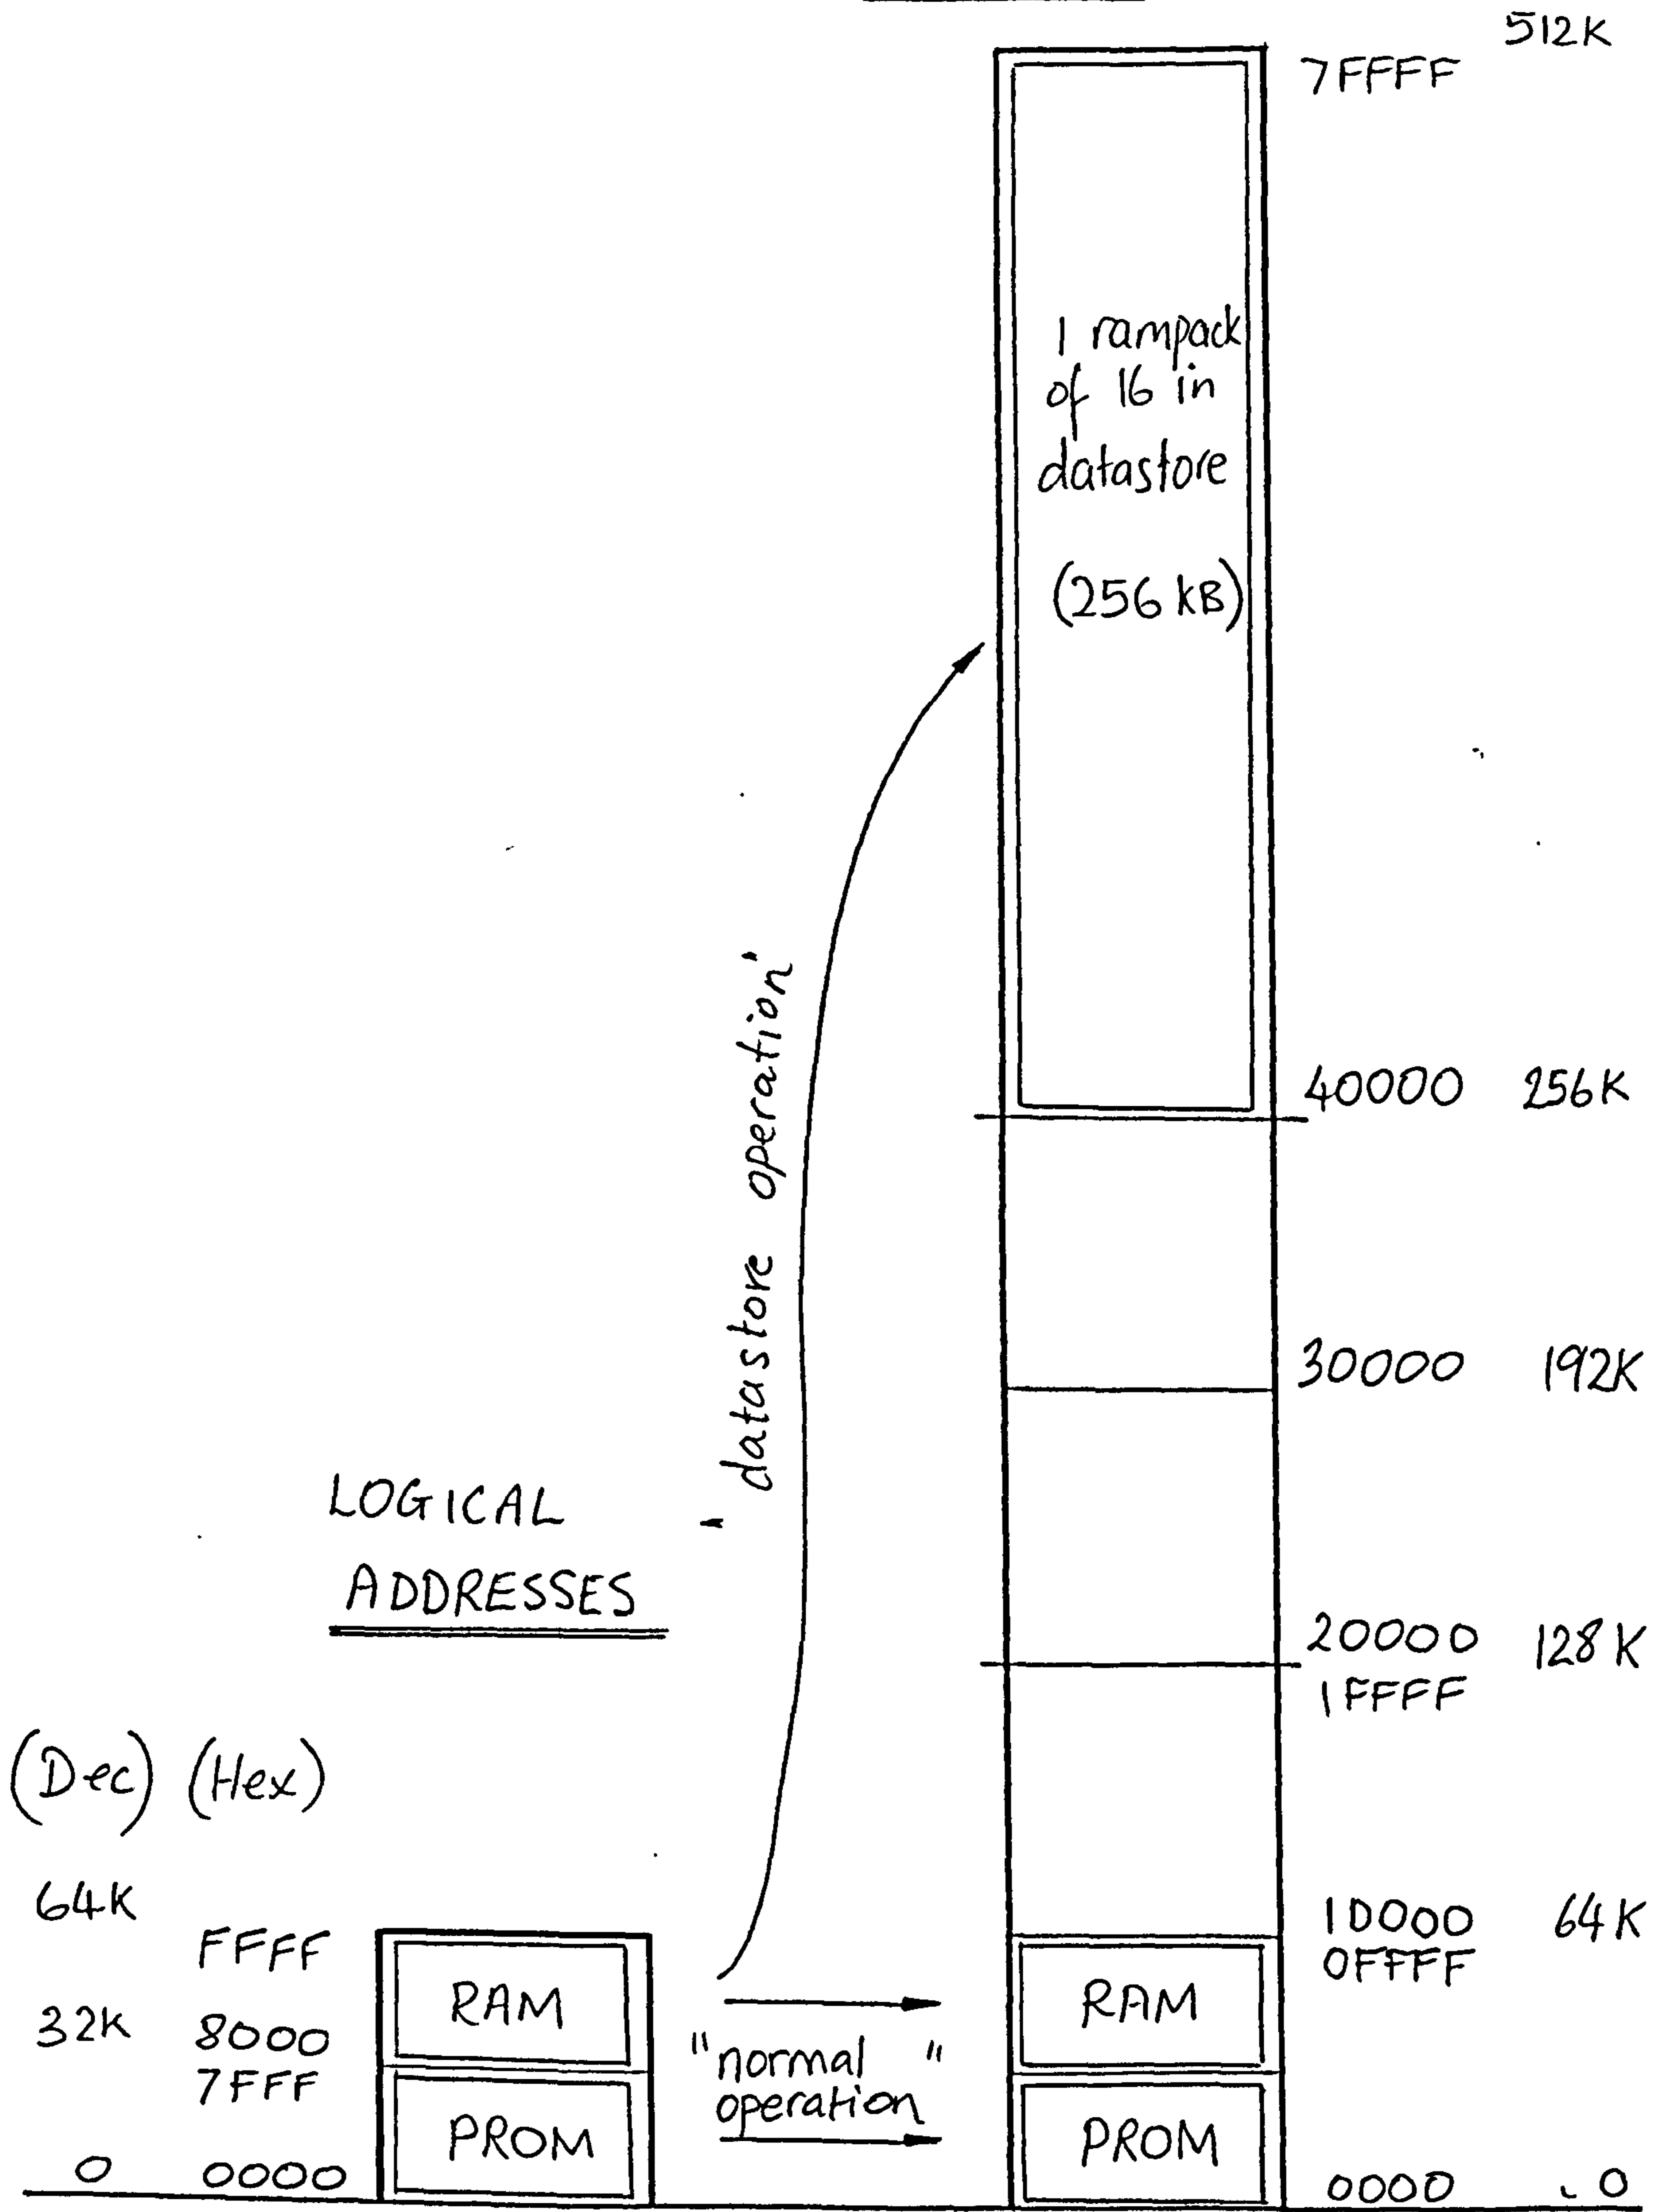 512K
7FFFF
1 rampack
of 16 in
datastore
(256 kB)
"datastore operation"
40000 256K
30000 192K
LOGICAL
ADDRESSES
20000 128K
1FFFF
(Dec) (Hex)
64K
FFFF
RAM
32K 8000
7FFF
PROM
0 0000
"normal "
operation
10000 64K
0FFFF
RAM
PROM
0000 0